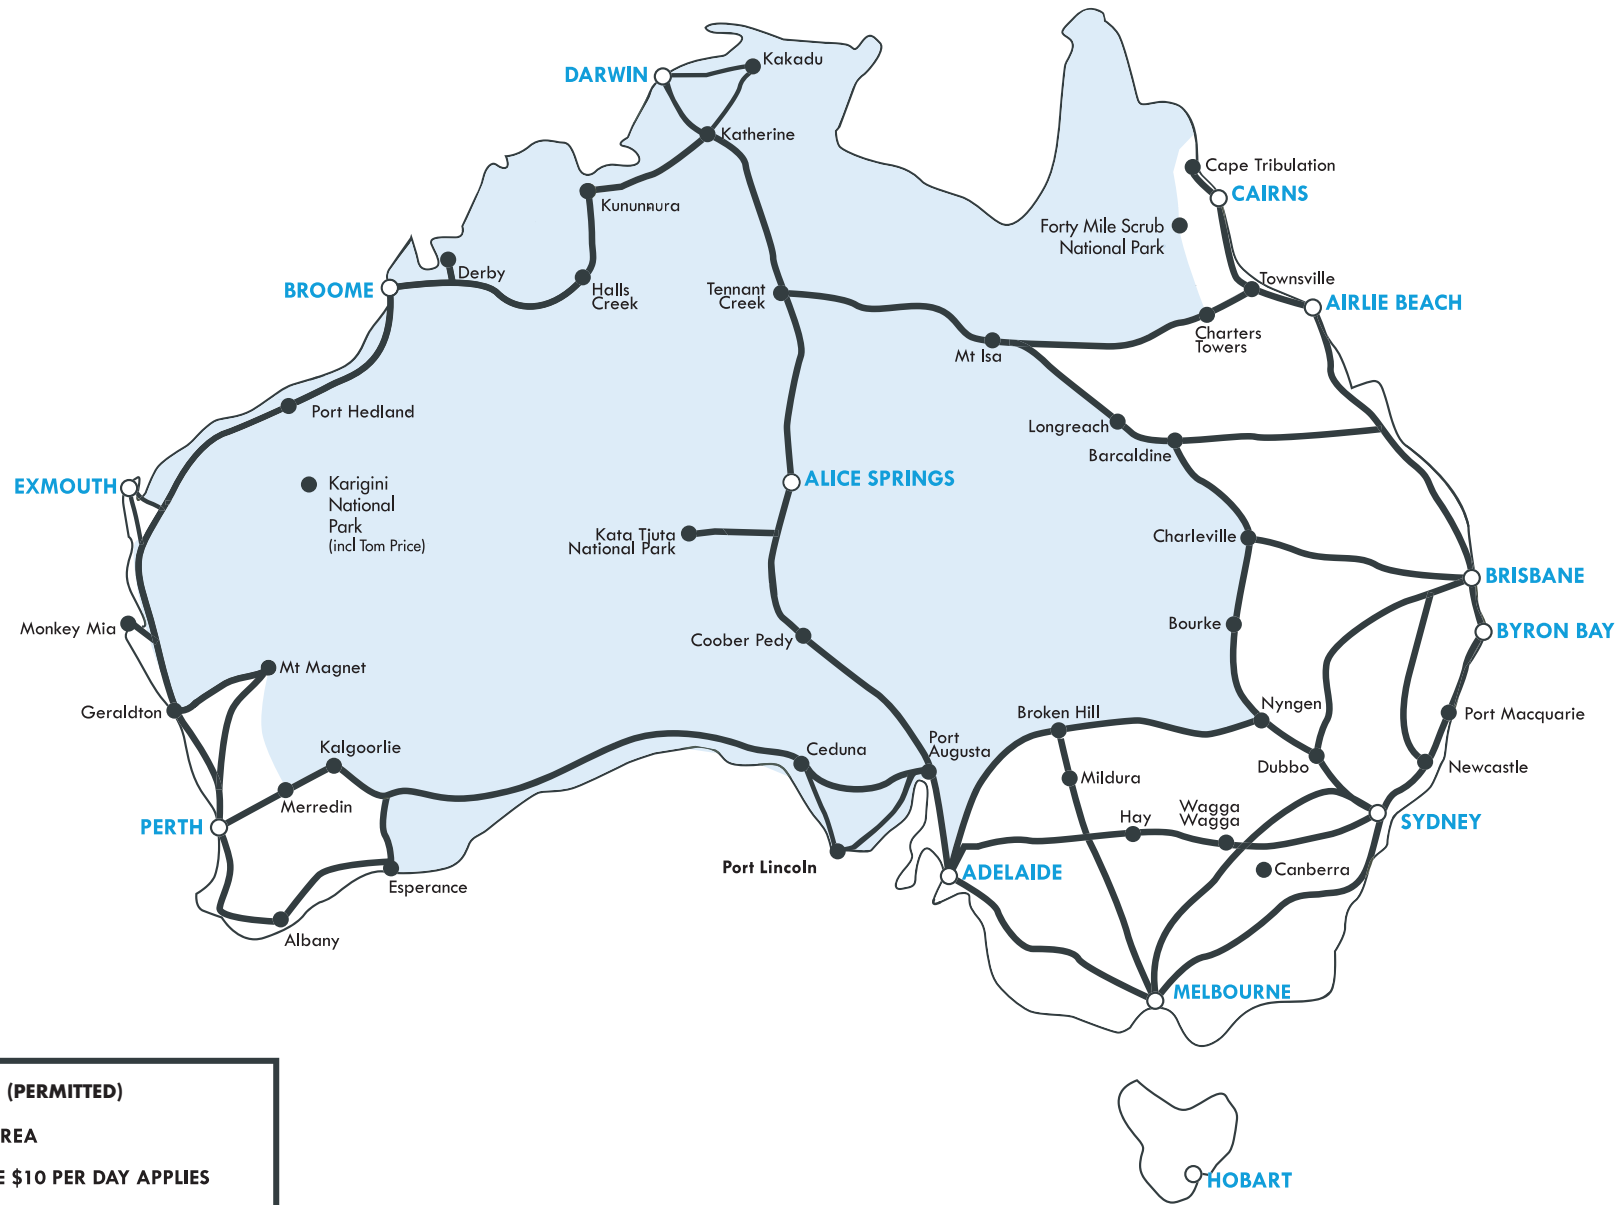 Kakadu
DARWIN
Katherine
Cape Tribulation
CAIRNS
Kununnura
Forty Mile Scrub
National Park
Derby
BROOME
Halls
Creek
Tennant
Creek
Townsville
AIRLIE BEACH
Charters
Towers
Mt Isa
Port Hedland
Longreach
Barcaldine
EXMOUTH
Karigini
National
Park
(incl Tom Price)
ALICE SPRINGS
Kata Tjuta
National Park
Charleville
BRISBANE
Monkey Mia
Coober Pedy
Bourke
BYRON BAY
Mt Magnet
Geraldton
Broken Hill
Nyngen
Port Macquarie
Kalgoorlie
Ceduna
Port
Augusta
Dubbo
Newcastle
Mildura
Merredin
PERTH
Hay
Wagga
Wagga
SYDNEY
Port Lincoln
ADELAIDE
Canberra
Esperance
Albany
MELBOURNE
(PERMITTED)
REA
E $10 PER DAY APPLIES
HOBART